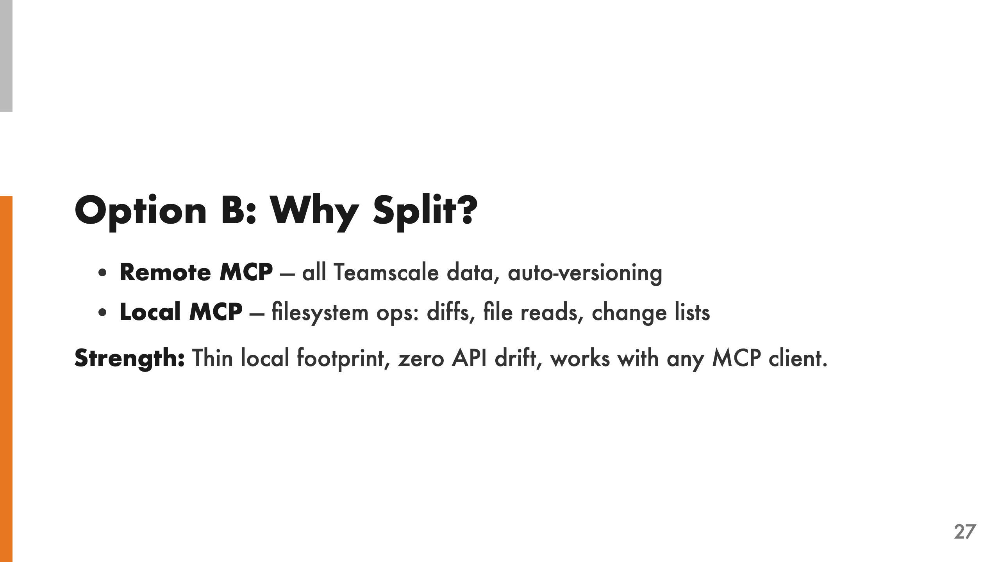 Option B: Why Split?
• Remote MCP – all Teamscale data, auto-versioning
• Local MCP – filesystem ops: diffs, file reads, change lists
Strength: Thin local footprint, zero API drift, works with any MCP client.
27